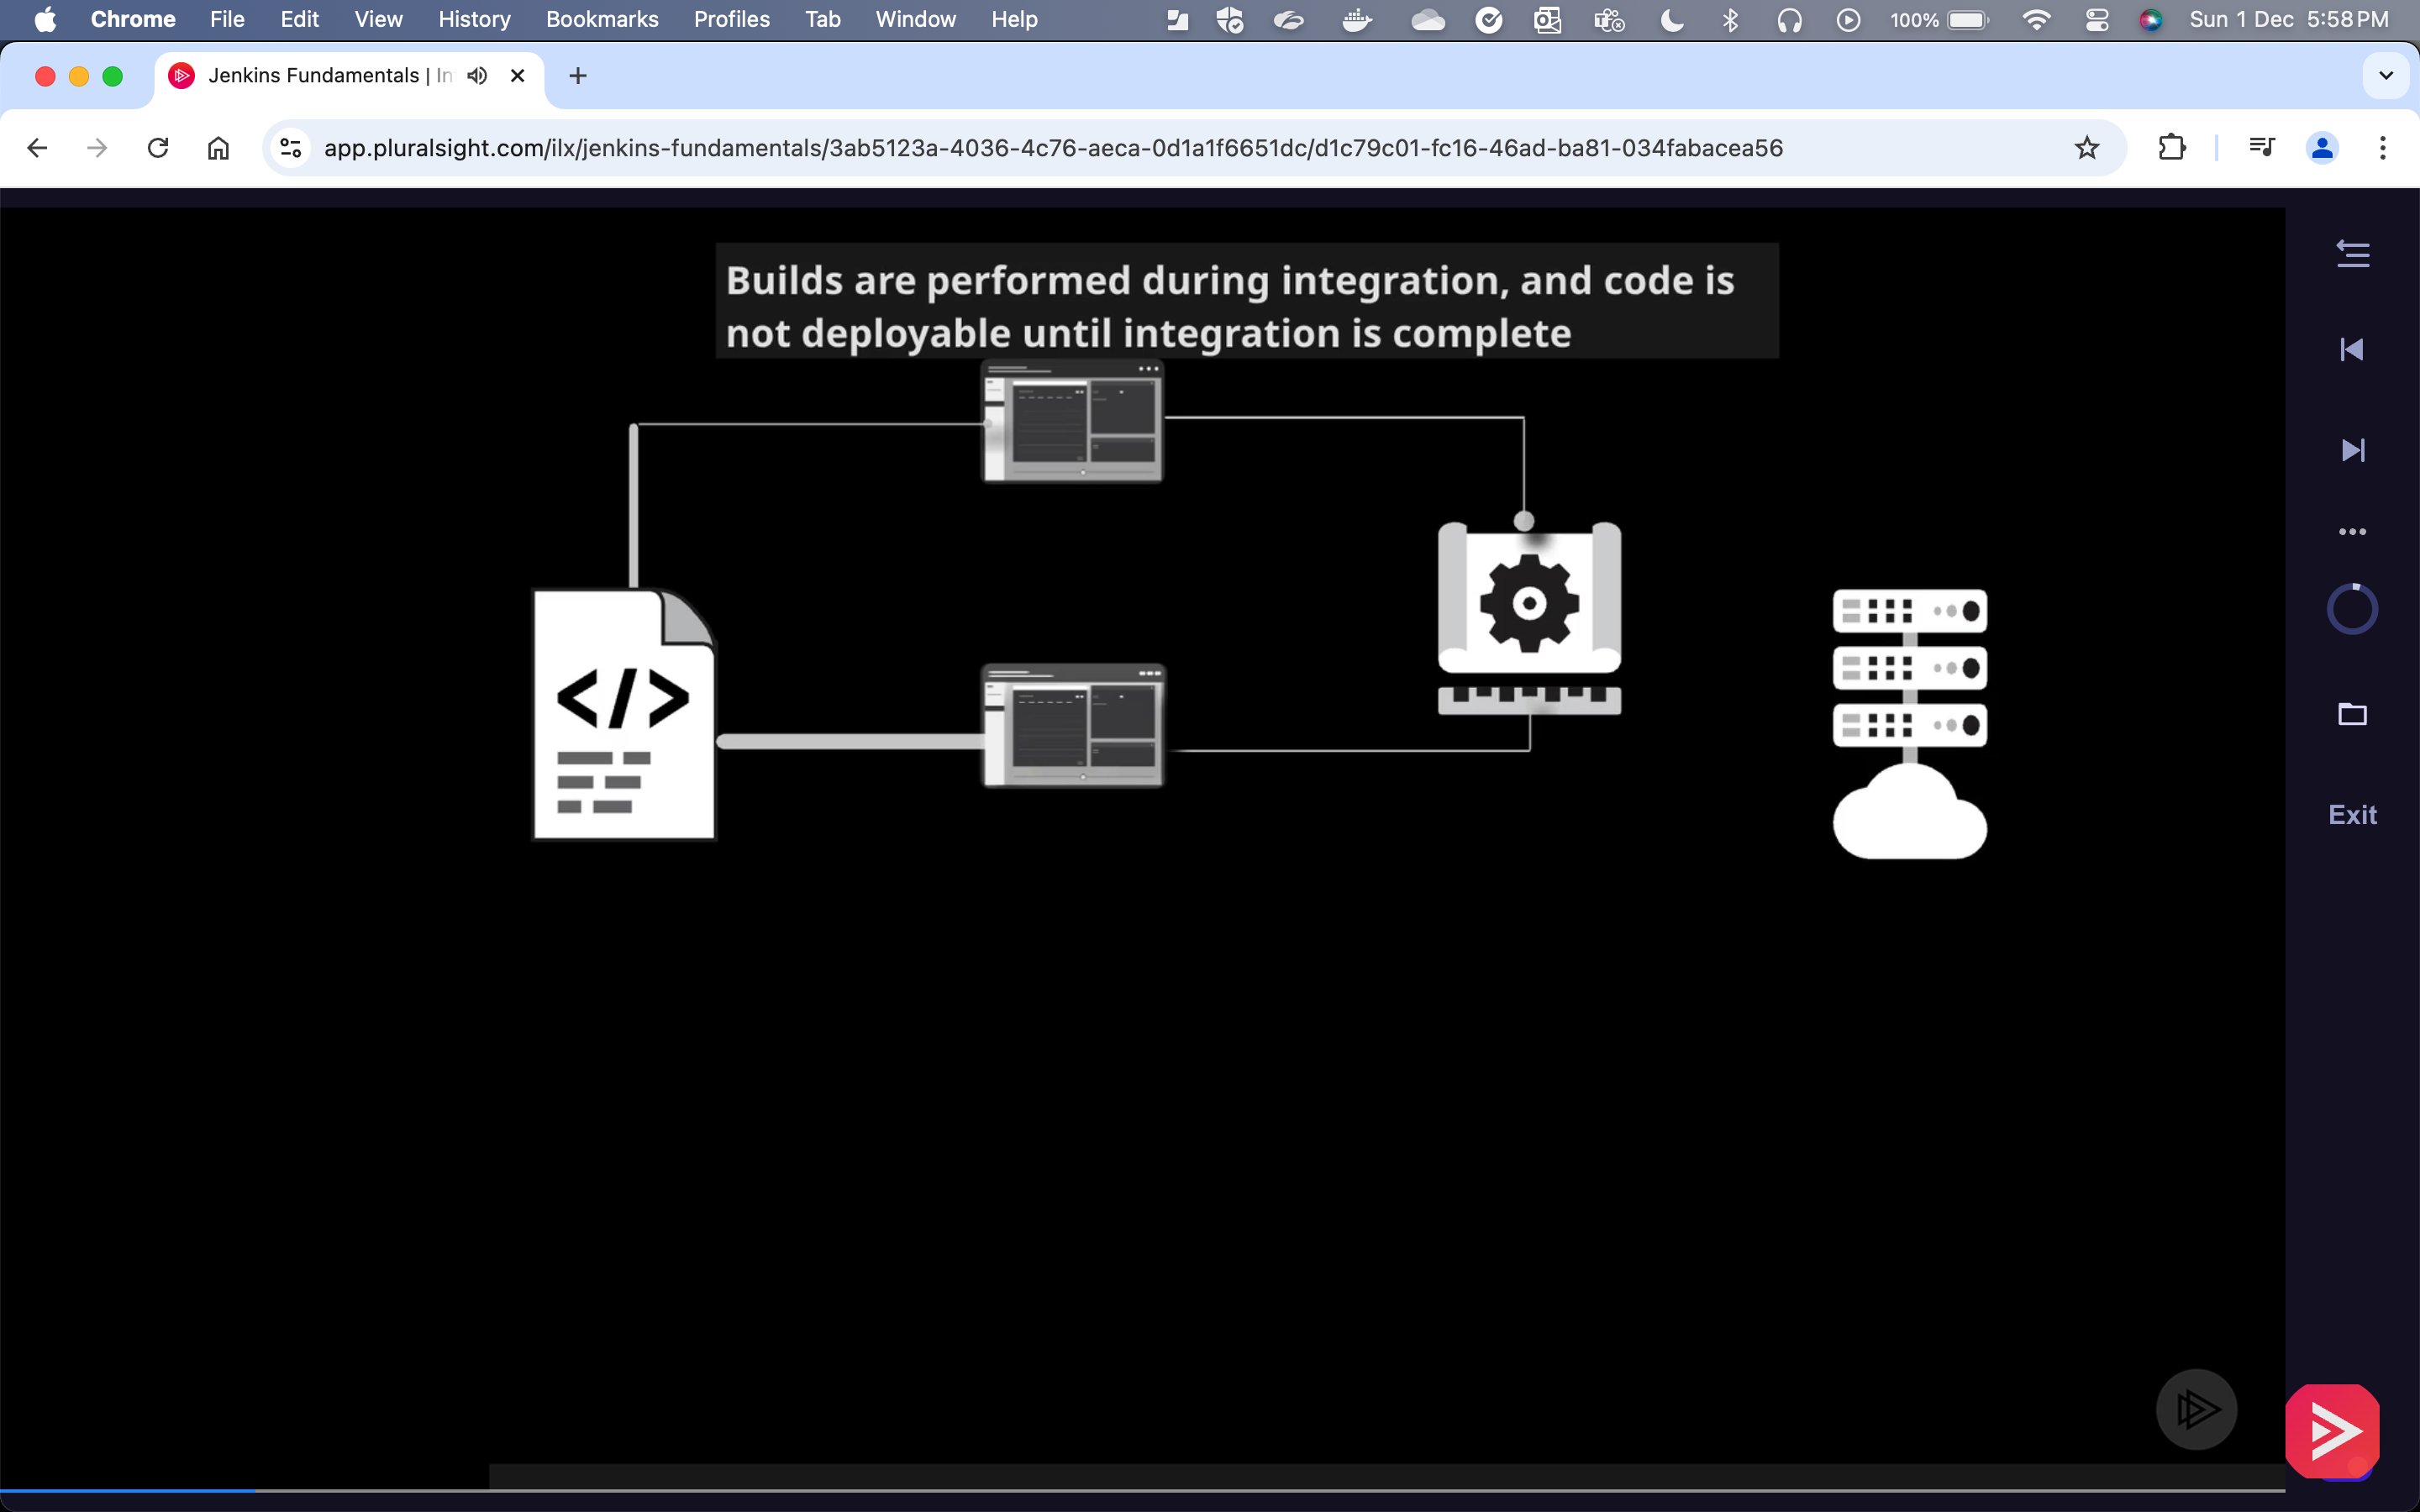 Chrome File Edit View History Bookmarks Profiles Tab Window Help 100% Sun 1 Dec 5:58 PM
Jenkins Fundamentals | In
app.pluralsight.com/ilx/jenkins-fundamentals/3ab5123a-4036-4c76-aeca-0d1a1f6651dc/d1c79c01-fc16-46ad-ba81-034fabacea56
Builds are performed during integration, and code is
not deployable until integration is complete
</>
Exit